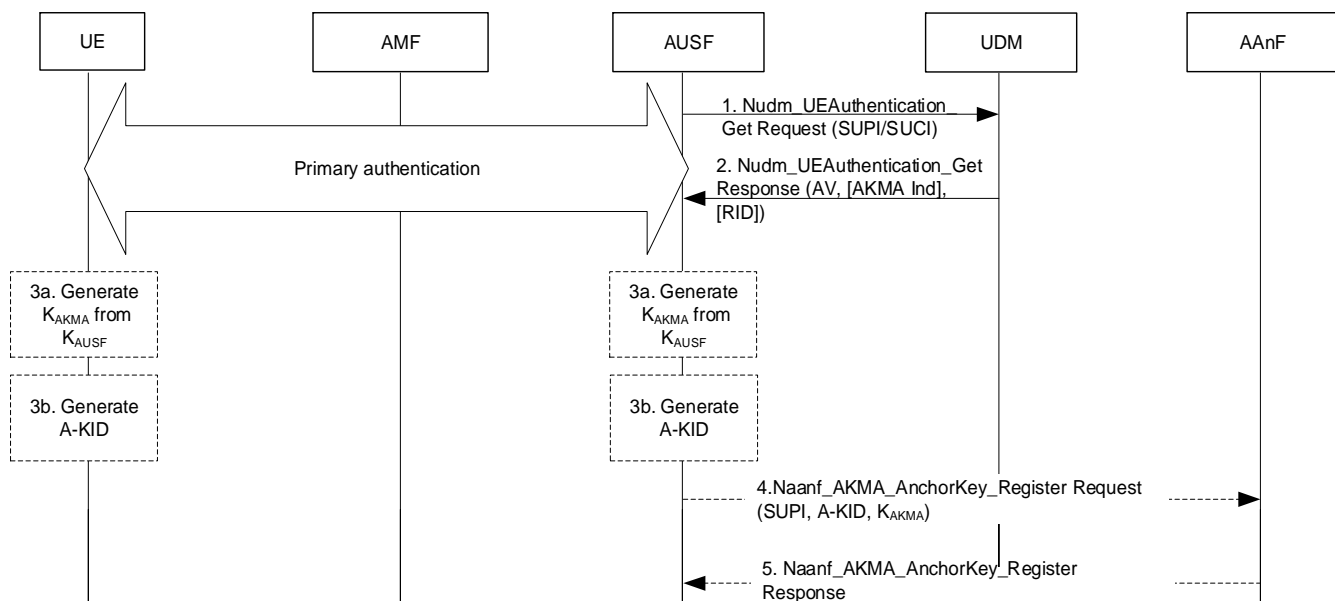 UE
AMF
AUSF
UDM
AAnF
1. Nudm_UEAuthentication_
Get Request (SUPI/SUCI)
Primary authentication
2. Nudm_UEAuthentication_Get
Response (AV, [AKMA Ind],
[RID])
3a. Generate
KAKMA from
KAUSF
3a. Generate
KAKMA from
KAUSF
3b. Generate
A-KID
3b. Generate
A-KID
4.Naanf_AKMA_AnchorKey_Register Request
(SUPI, A-KID, KAKMA)
5. Naanf_AKMA_AnchorKey_Register
Response